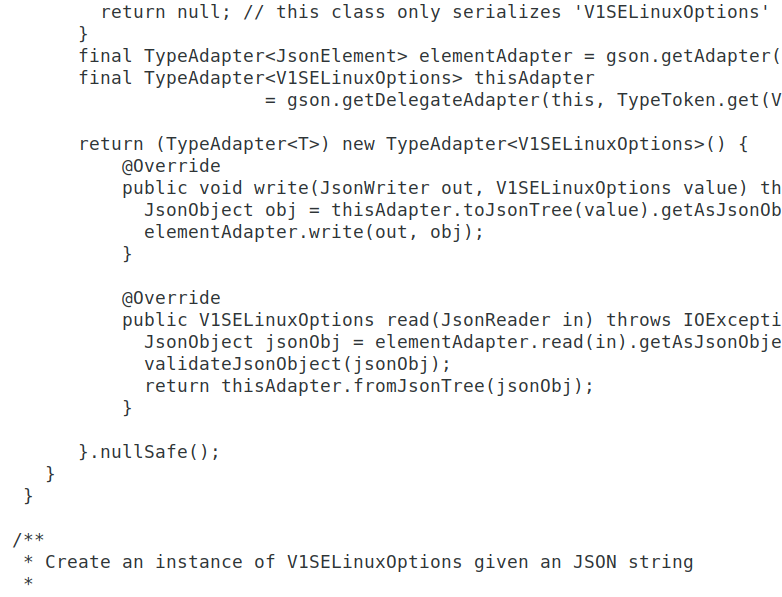 return null; // this class only serializes 'V1SELinuxOptions'
}
final TypeAdapter<JsonElement> elementAdapter = gson.getAdapter(
final TypeAdapter<V1SELinuxOptions> thisAdapter
= gson.getDelegateAdapter(this, TypeToken.get(V
return (TypeAdapter<T>) new TypeAdapter<V1SELinuxOptions>() {
@Override
public void write(JsonWriter out, V1SELinuxOptions value) th
JsonObject obj = thisAdapter.toJsonTree(value).getAsJsonOb
elementAdapter.write(out, obj);
}
@Override
public V1SELinuxOptions read(JsonReader in) throws IOExcepti
JsonObject jsonObj = elementAdapter.read(in).getAsJsonObje
validateJsonObject(jsonObj);
return thisAdapter.fromJsonTree(jsonObj);
}
}.nullSafe();
}
}
/**
* Create an instance of V1SELinuxOptions given an JSON string
*